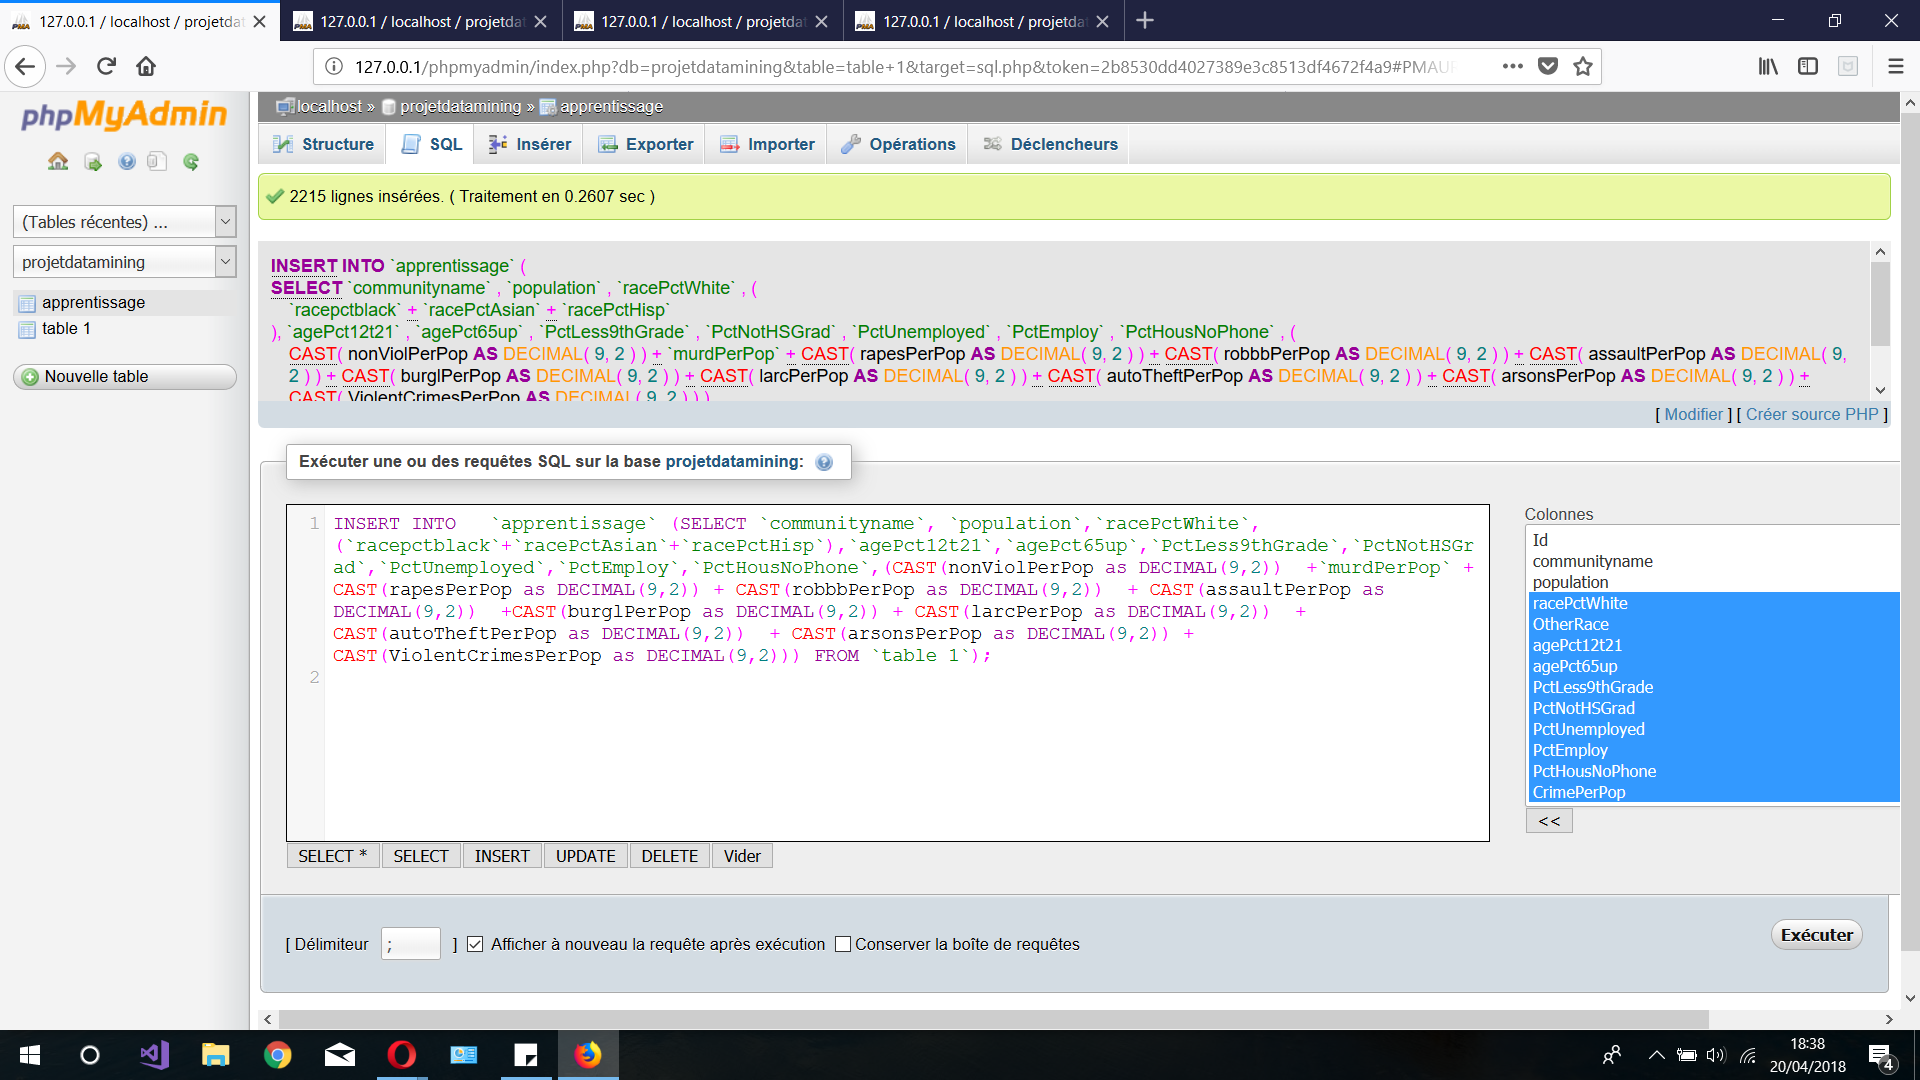 127.0.0.1 / localhost / projetdat
127.0.0.1 / localhost / projetdat
127.0.0.1 / localhost / projetdat
127.0.0.1 / localhost / projetdat
127.0.0.1/phpmyadmin/index.php?db=projetdatamining&table=table+1&target=sql.php&token=2b8530dd4027389e3c8513df4672f4a9#PMAU
phpMyAdmin
(Tables récentes) ...
projetdatamining
apprentissage
table 1
Nouvelle table
localhost » projetdatamining » apprentissage
Structure SQL Insérer Exporter Importer Opérations Déclencheurs
2215 lignes insérées. ( Traitement en 0.2607 sec )
INSERT INTO `apprentissage` (
SELECT `communityname` , `population` , `racePctWhite` , (
`racepctblack` + `racePctAsian` + `racePctHisp`
), `agePct12t21` , `agePct65up` , `PctLess9thGrade` , `PctNotHSGrad` , `PctUnemployed` , `PctEmploy` , `PctHousNoPhone` , (
CAST( nonViolPerPop AS DECIMAL( 9, 2 ) ) + `murdPerPop` + CAST( rapesPerPop AS DECIMAL( 9, 2 ) ) + CAST( robbbPerPop AS DECIMAL( 9, 2 ) ) + CAST( assaultPerPop AS DECIMAL( 9,
2 ) ) + CAST( burglPerPop AS DECIMAL( 9, 2 ) ) + CAST( larcPerPop AS DECIMAL( 9, 2 ) ) + CAST( autoTheftPerPop AS DECIMAL( 9, 2 ) ) + CAST( arsonsPerPop AS DECIMAL( 9, 2 ) ) +
CAST( ViolentCrimesPerPop AS DECIMAL( 9, 2 ) ) )
[ Modifier ] [ Créer source PHP ]
Exécuter une ou des requêtes SQL sur la base projetdatamining:
1 INSERT INTO `apprentissage` (SELECT `communityname`, `population`,`racePctWhite`,
(`racepctblack`+`racePctAsian`+`racePctHisp`),`agePct12t21`,`agePct65up`,`PctLess9thGrade`,`PctNotHSGr
ad`,`PctUnemployed`,`PctEmploy`,`PctHousNoPhone`,(CAST(nonViolPerPop as DECIMAL(9,2)) +`murdPerPop` +
CAST(rapesPerPop as DECIMAL(9,2)) + CAST(robbbPerPop as DECIMAL(9,2)) + CAST(assaultPerPop as
DECIMAL(9,2)) +CAST(burglPerPop as DECIMAL(9,2)) + CAST(larcPerPop as DECIMAL(9,2)) +
CAST(autoTheftPerPop as DECIMAL(9,2)) + CAST(arsonsPerPop as DECIMAL(9,2)) +
CAST(ViolentCrimesPerPop as DECIMAL(9,2))) FROM `table 1`);
2
Colonnes
Id
communityname
population
racePctWhite
OtherRace
agePct12t21
agePct65up
PctLess9thGrade
PctNotHSGrad
PctUnemployed
PctEmploy
PctHousNoPhone
CrimePerPop
<<
SELECT * SELECT INSERT UPDATE DELETE Vider
[ Délimiteur ; ] Afficher à nouveau la requête après exécution Conserver la boîte de requêtes
Exécuter
18:38
20/04/2018
4